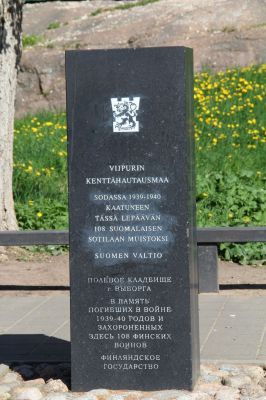 VIIPURIN
KENTTÄHAUTAUSMAA
SODASSA 1939-1940
KAATUNEEN
TÄSSÄ LEPÄÄVÄN
108 SUOMALAISEN
SOTILAAN MUISTOKSI
SUOMEN VALTIO
ПОЛЕВОЕ КЛАДБИЩЕ
г. ВЫБОРГА
В ПАМЯТЬ
ПОГИБШИХ В ВОЙНЕ
1939-40 ГОДОВ И
ЗАХОРОНЕННЫХ
ЗДЕСЬ 108 ФИНСКИХ
ВОИНОВ
ФИНЛЯНДСКОЕ
ГОСУДАРСТВО